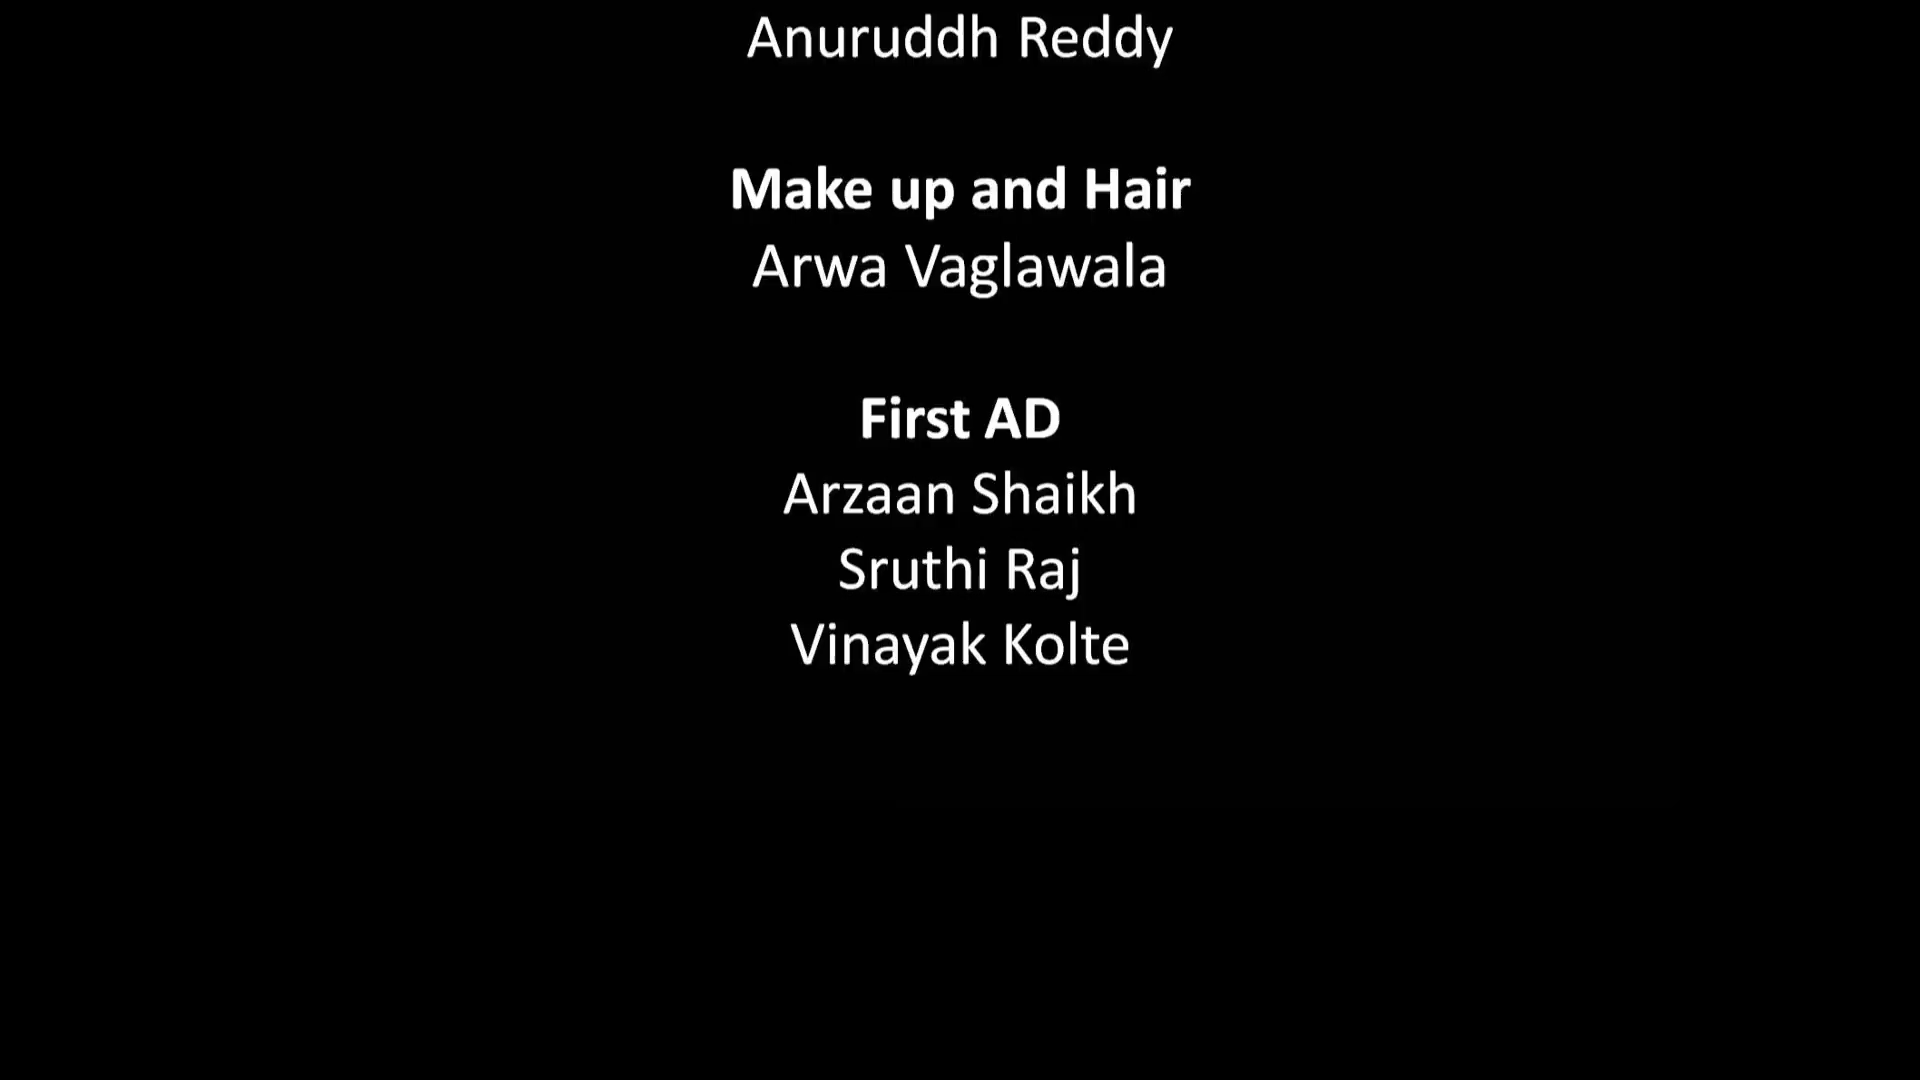 Anuruddh Reddy
Make up and Hair
Arwa Vaglawala
First AD
Arzaan Shaikh
Sruthi Raj
Vinayak Kolte